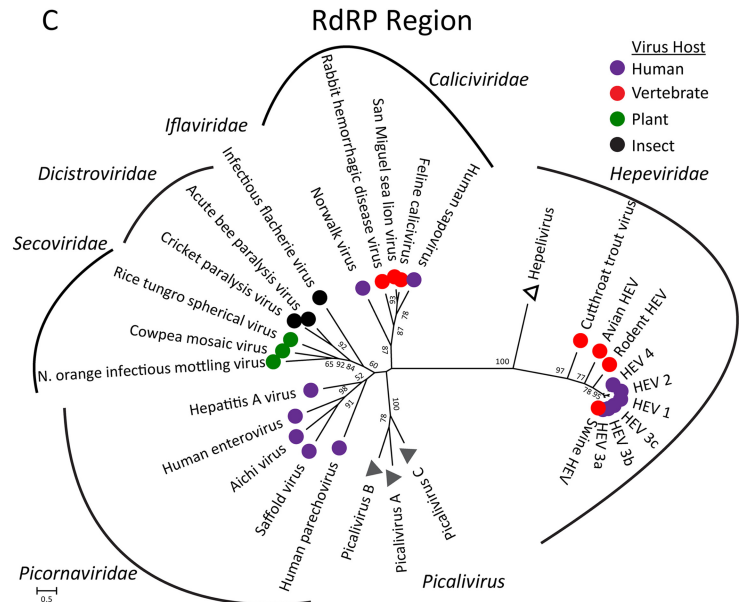 C
RdRP Region
Virus Host
Human
Vertebrate
Plant
Insect
Caliciviridae
Iflaviridae
Dicistroviridae
Secoviridae
Hepeviridae
Picornaviridae
Picalivirus
Rabbit hemorrhagic disease virus
San Miguel sea lion virus
Feline calicivirus
Human sapovirus
Norwalk virus
Infectious flacherie virus
Acute bee paralysis virus
Cricket paralysis virus
Rice tungro spherical virus
Cowpea mosaic virus
N. orange infectious mottling virus
Hepatitis A virus
Human enterovirus
Aichi virus
Saffold virus
Human parechovirus
Picalivirus B
Picalivirus A
Picalivirus C
Hepelivirus
Cutthroat trout virus
Avian HEV
Rodent HEV
HEV 4
HEV 2
HEV 1
HEV 3c
HEV 3b
HEV 3a
Swine HEV
93
78
87
87
92
60
65 92 84
52
98
91
100
78
100
97
77
78 95
0.5